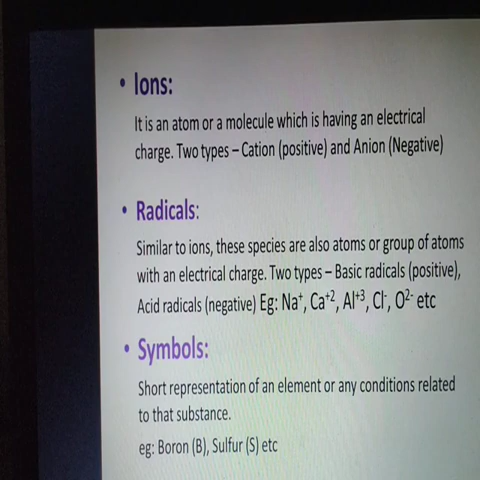 • Ions:
It is an atom or a molecule which is having an electrical
charge. Two types – Cation (positive) and Anion (Negative)
• Radicals:
Similar to ions, these species are also atoms or group of atoms
with an electrical charge. Two types – Basic radicals (positive),
Acid radicals (negative) Eg: Na⁺, Ca⁺², Al⁺³, Cl⁻, O²⁻ etc
• Symbols:
Short representation of an element or any conditions related
to that substance.
eg: Boron (B), Sulfur (S) etc